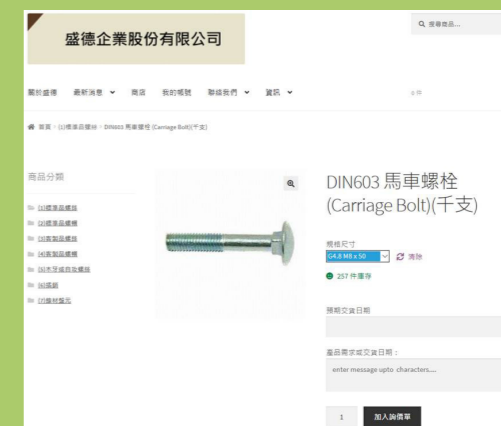 盛德企業股份有限公司
搜尋商品...
關於盛德 最新消息 商店 我的帳號 聯絡我們 資訊
0 件
首頁 › (1)標準品螺絲 › DIN603 馬車螺栓 (Carriage Bolt)(千支)
商品分類
(1)標準品螺絲
(2)標準品螺帽
(3)客製品螺絲
(4)客製品螺帽
(5)木牙或自攻螺絲
(7)線材盤元
DIN603 馬車螺栓
(Carriage Bolt)(千支)
規格尺寸
G4.8 M8 x 50
清除
257 件庫存
預期交貨日期
產品需求或交貨日期：
enter message upto characters....
1
加入詢價單